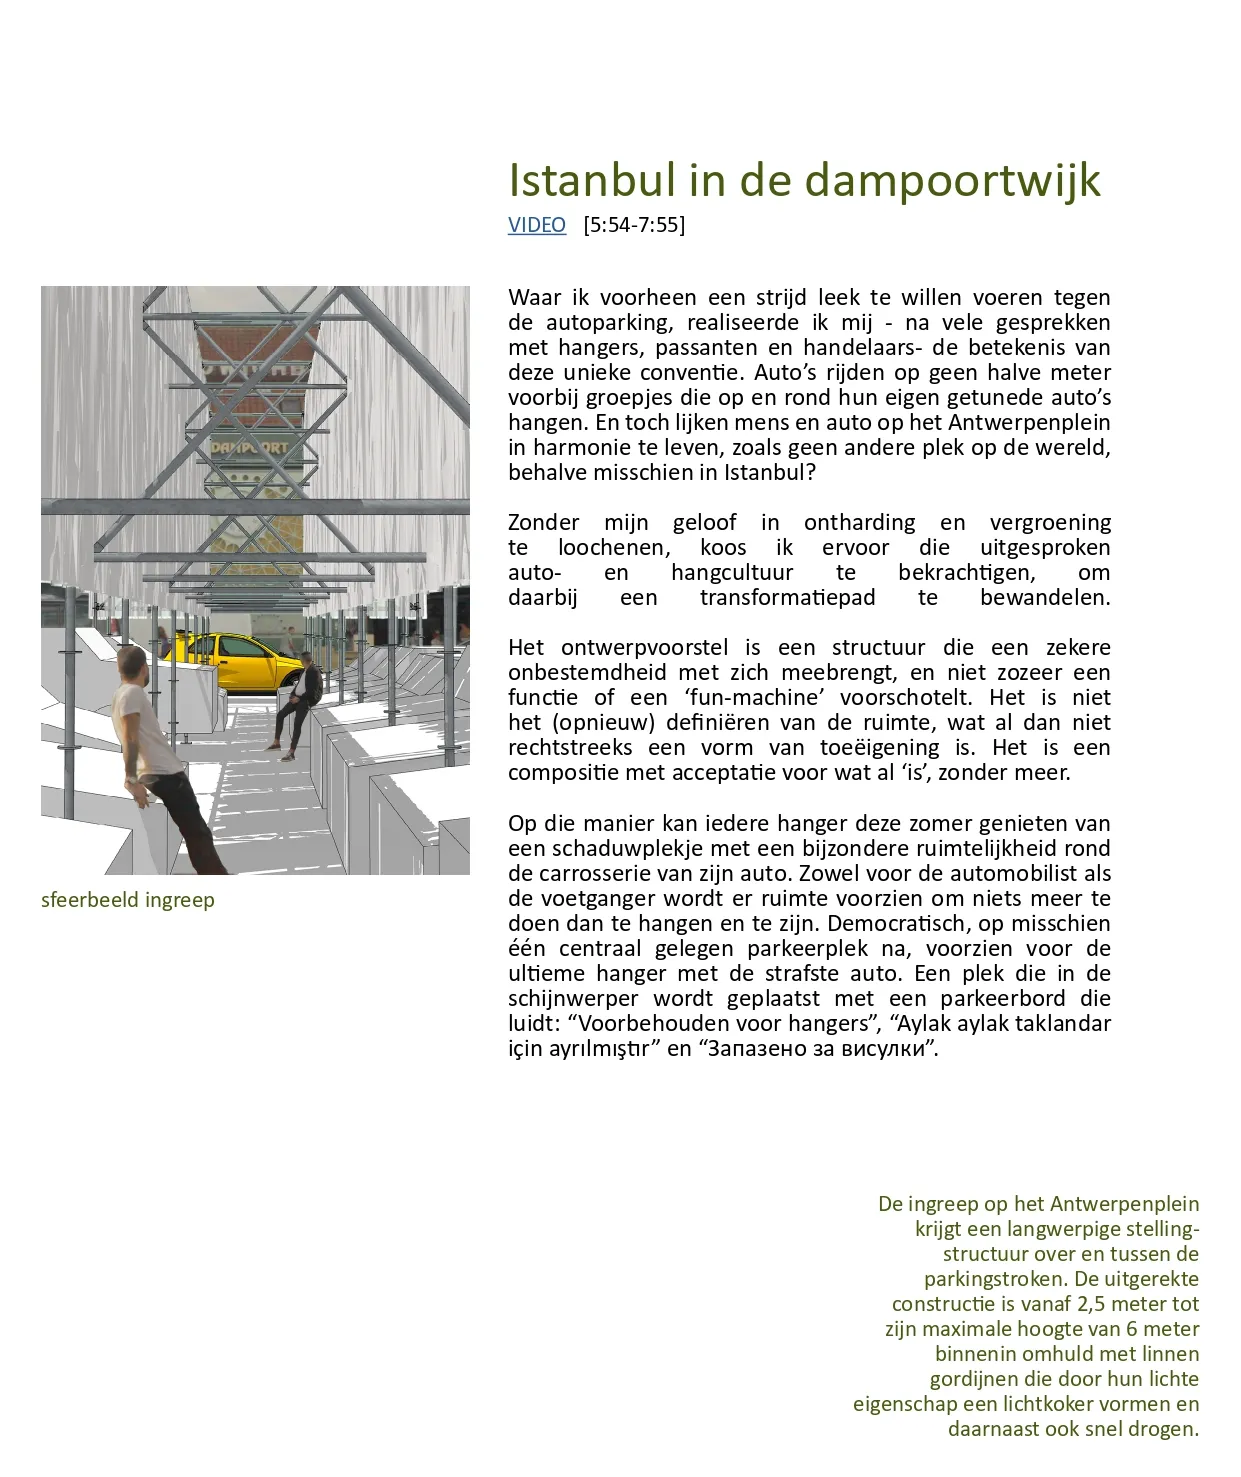 Istanbul in de dampoortwijk
VIDEO [5:54-7:55]
DAMPOORT
sfeerbeeld ingreep
Waar ik voorheen een strijd leek te willen voeren tegen
de autoparking, realiseerde ik mij - na vele gesprekken
met hangers, passanten en handelaars- de betekenis van
deze unieke conventie. Auto’s rijden op geen halve meter
voorbij groepjes die op en rond hun eigen getunede auto’s
hangen. En toch lijken mens en auto op het Antwerpenplein
in harmonie te leven, zoals geen andere plek op de wereld,
behalve misschien in Istanbul?
Zonder mijn geloof in ontharding en vergroening
te loochenen, koos ik ervoor die uitgesproken
auto- en hangcultuur te bekrachtigen, om
daarbij een transformatiepad te bewandelen.
Het ontwerpvoorstel is een structuur die een zekere
onbestemdheid met zich meebrengt, en niet zozeer een
functie of een ‘fun-machine’ voorschotelt. Het is niet
het (opnieuw) definiëren van de ruimte, wat al dan niet
rechtstreeks een vorm van toeëigening is. Het is een
compositie met acceptatie voor wat al ‘is’, zonder meer.
Op die manier kan iedere hanger deze zomer genieten van
een schaduwplekje met een bijzondere ruimtelijkheid rond
de carrosserie van zijn auto. Zowel voor de automobilist als
de voetganger wordt er ruimte voorzien om niets meer te
doen dan te hangen en te zijn. Democratisch, op misschien
één centraal gelegen parkeerplek na, voorzien voor de
ultieme hanger met de strafste auto. Een plek die in de
schijnwerper wordt geplaatst met een parkeerbord die
luidt: “Voorbehouden voor hangers”, “Aylak aylak taklandar
için ayrılmıştır” en “Запазено за висулки”.
De ingreep op het Antwerpenplein
krijgt een langwerpige stelling-
structuur over en tussen de
parkingstroken. De uitgerekte
constructie is vanaf 2,5 meter tot
zijn maximale hoogte van 6 meter
binnenin omhuld met linnen
gordijnen die door hun lichte
eigenschap een lichtkoker vormen en
daarnaast ook snel drogen.